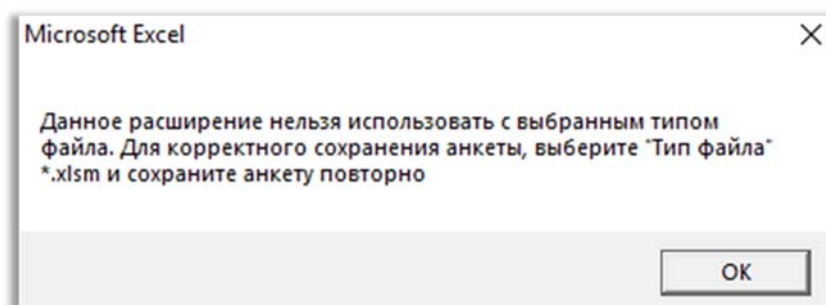 Microsoft Excel
Данное расширение нельзя использовать с выбранным типом
файла. Для корректного сохранения анкеты, выберите "Тип файла"
*.xlsm и сохраните анкету повторно
OK